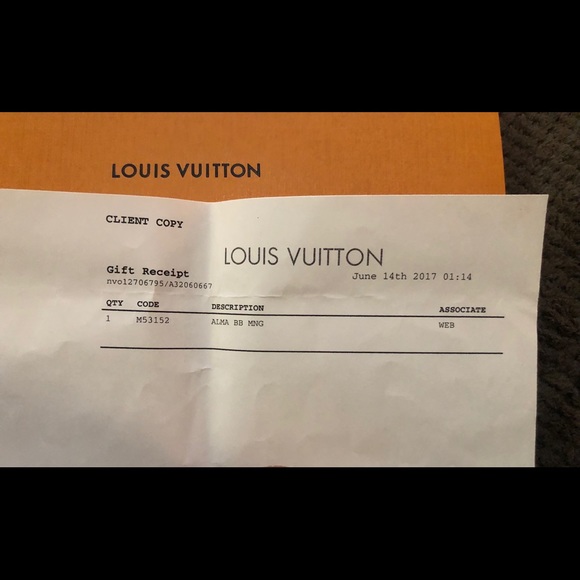 LOUIS VUITTON
CLIENT COPY
LOUIS VUITTON
Gift Receipt
June 14th 2017 01:14
nvo12706795/A32060667
QTY CODE DESCRIPTION ASSOCIATE
1 M53152 ALMA BB MNG WEB